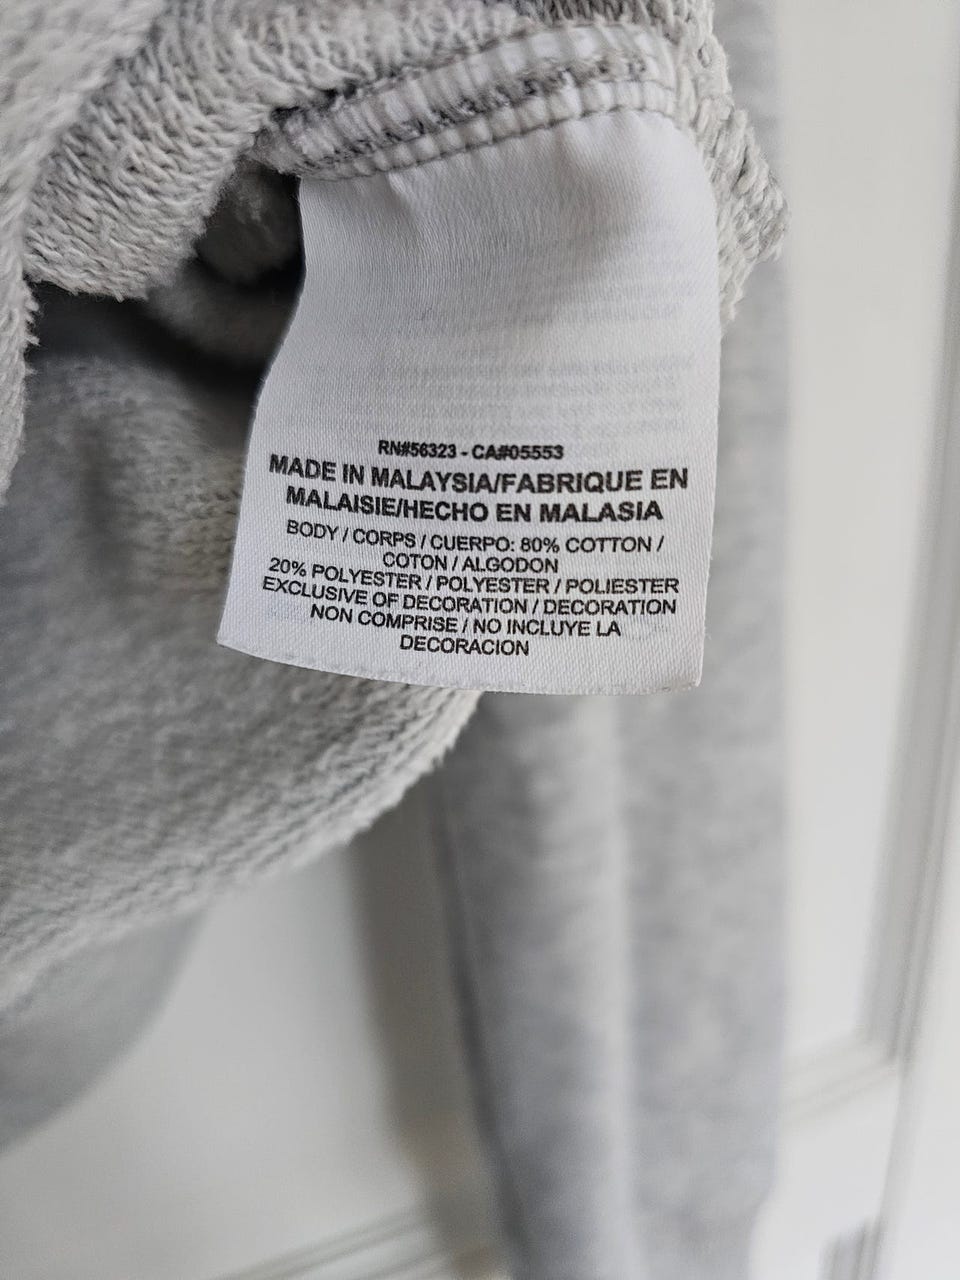 RN#56323 - CA#05553
MADE IN MALAYSIA/FABRIQUE EN
MALAISIE/HECHO EN MALASIA
BODY / CORPS / CUERPO: 80% COTTON /
COTON / ALGODON
20% POLYESTER / POLYESTER / POLIESTER
EXCLUSIVE OF DECORATION / DECORATION
NON COMPRISE / NO INCLUYE LA
DECORACION